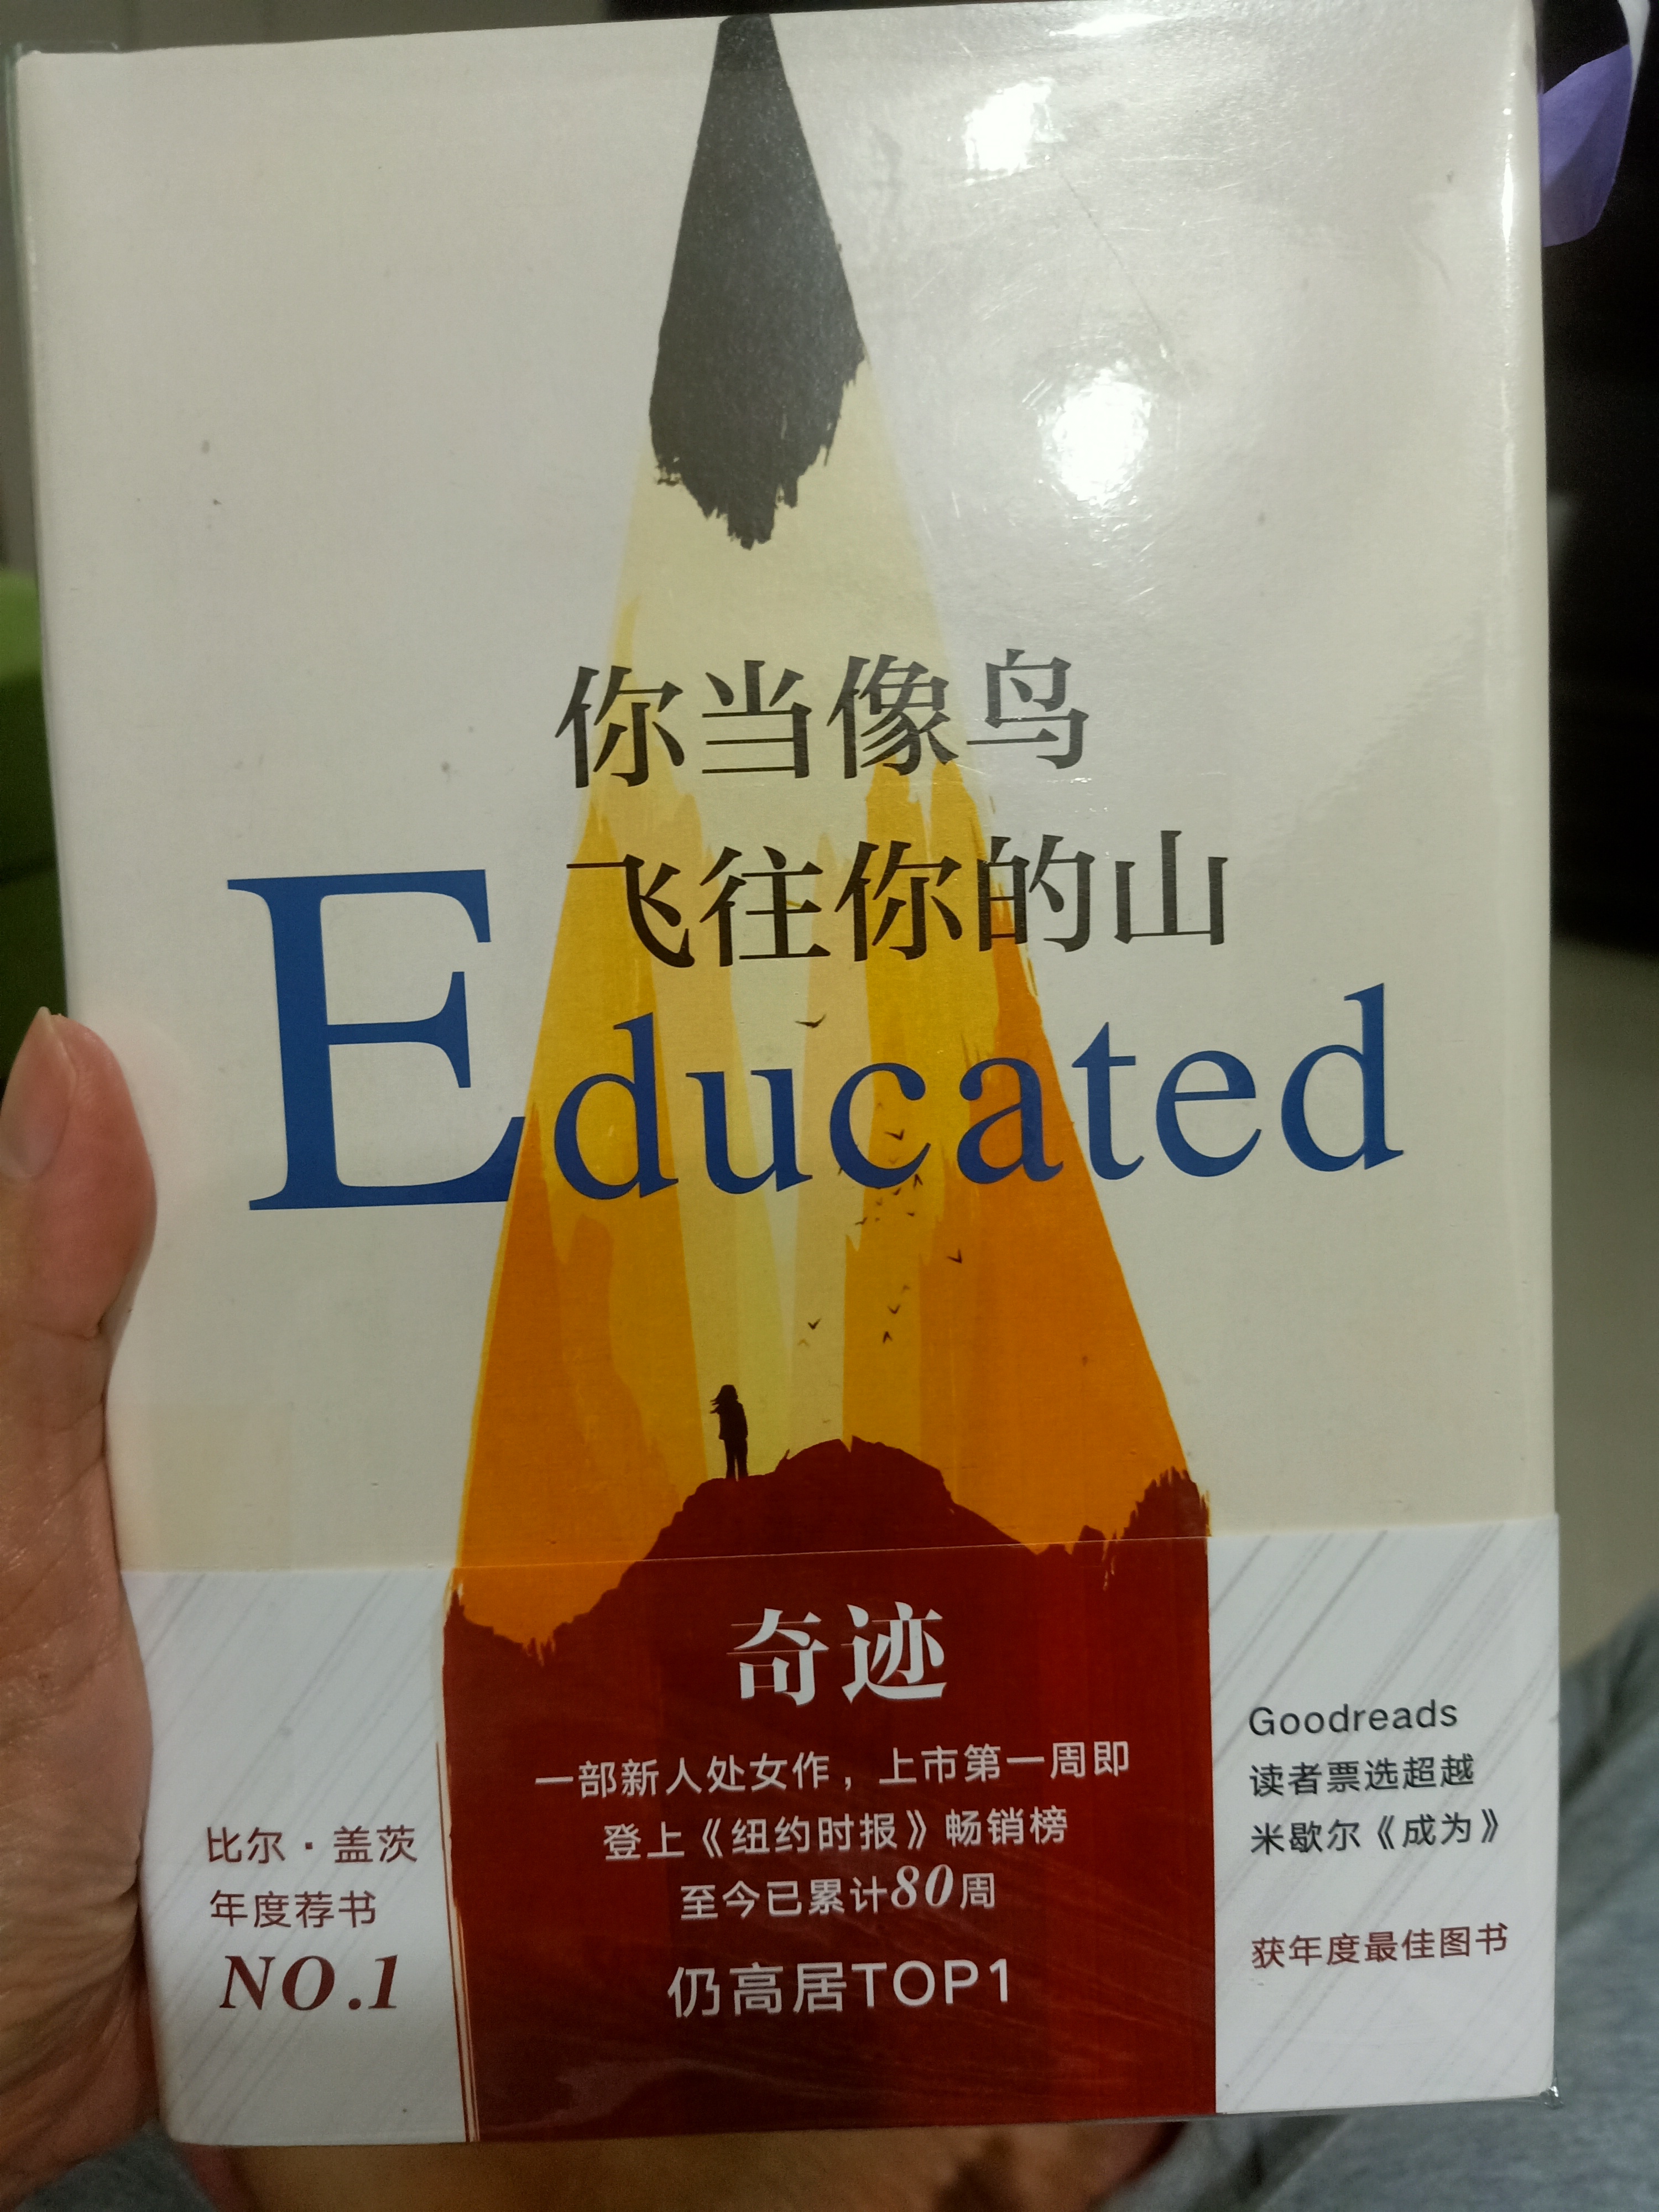 你当像鸟
飞往你的山
Educated
奇迹
一部新人处女作，上市第一周即
登上《纽约时报》畅销榜
至今已累计80周
仍高居TOP1
比尔·盖茨
年度荐书
NO.1
Goodreads
读者票选超越
米歇尔《成为》
获年度最佳图书